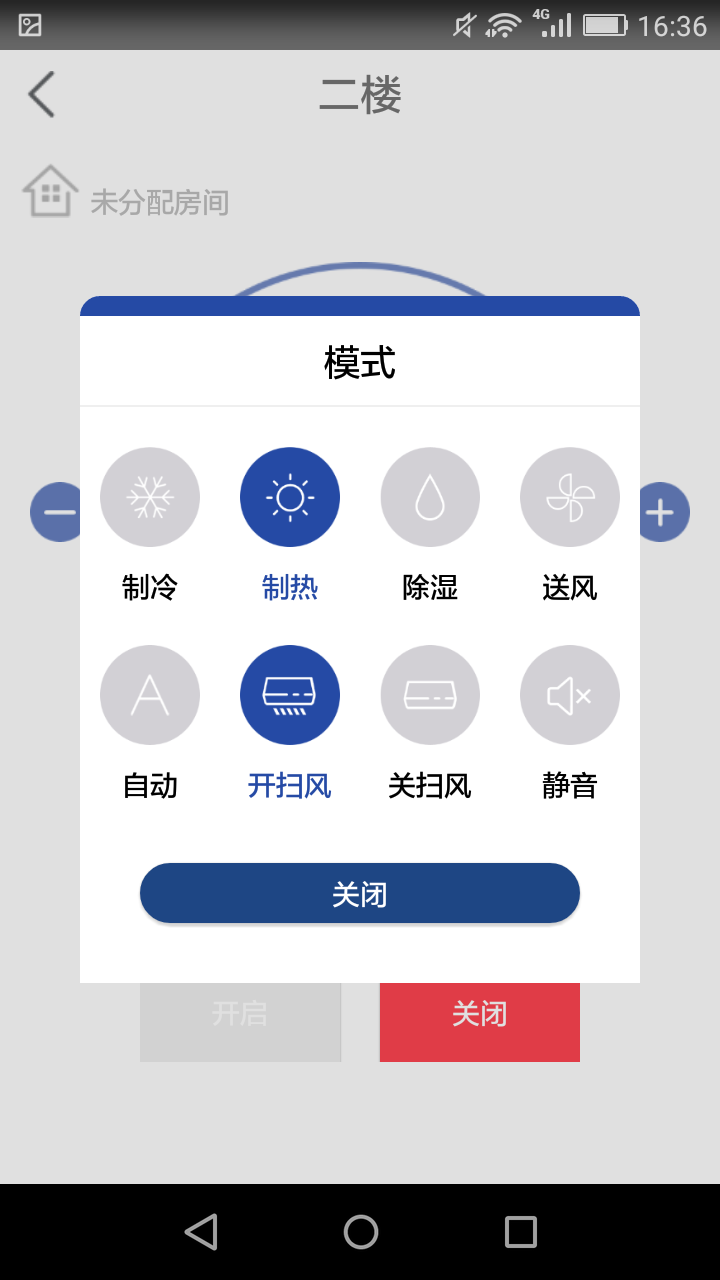 4G 16:36
二楼
未分配房间
模式
制冷 制热 除湿 送风
自动 开扫风 关扫风 静音
关闭
开启 关闭